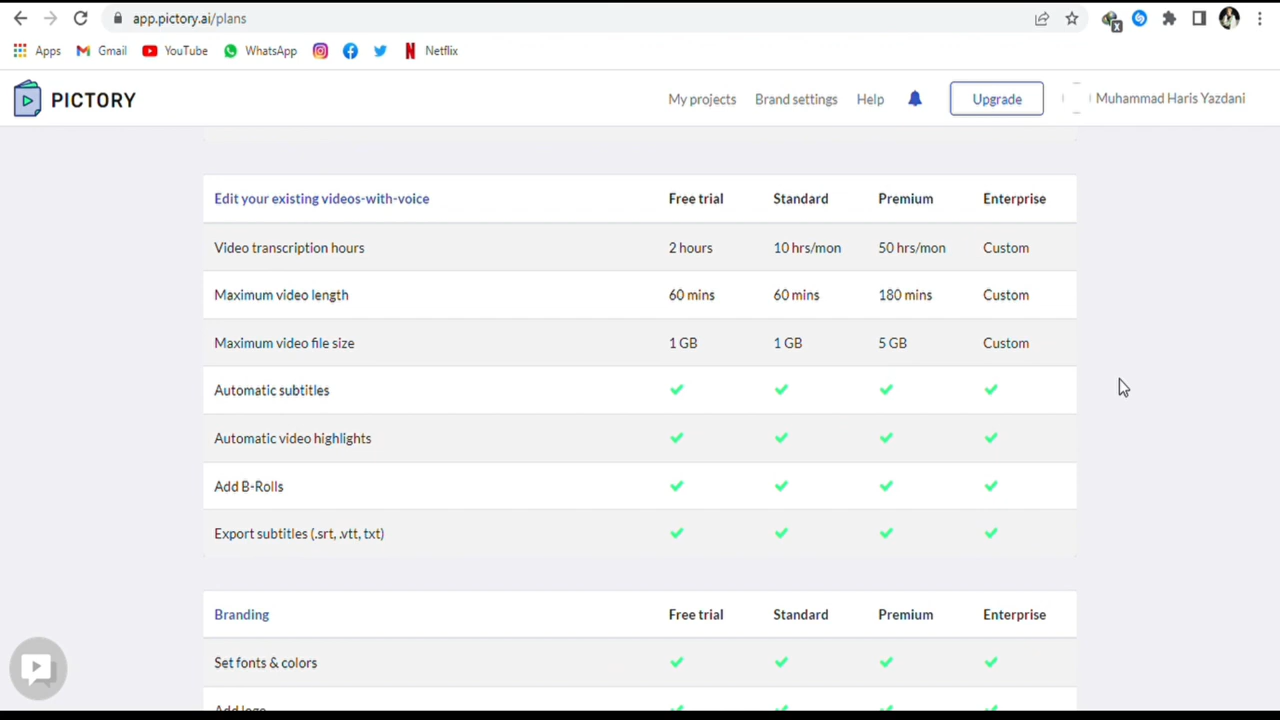 app.pictory.ai/plans
Apps Gmail YouTube WhatsApp Netflix
PICTORY My projects Brand settings Help Upgrade Muhammad Haris Yazdani
Edit your existing videos-with-voice Free trial Standard Premium Enterprise
Video transcription hours 2 hours 10 hrs/mon 50 hrs/mon Custom
Maximum video length 60 mins 60 mins 180 mins Custom
Maximum video file size 1 GB 1 GB 5 GB Custom
Automatic subtitles
Automatic video highlights
Add B-Rolls
Export subtitles (.srt, .vtt, txt)
Branding Free trial Standard Premium Enterprise
Set fonts & colors
Add logo